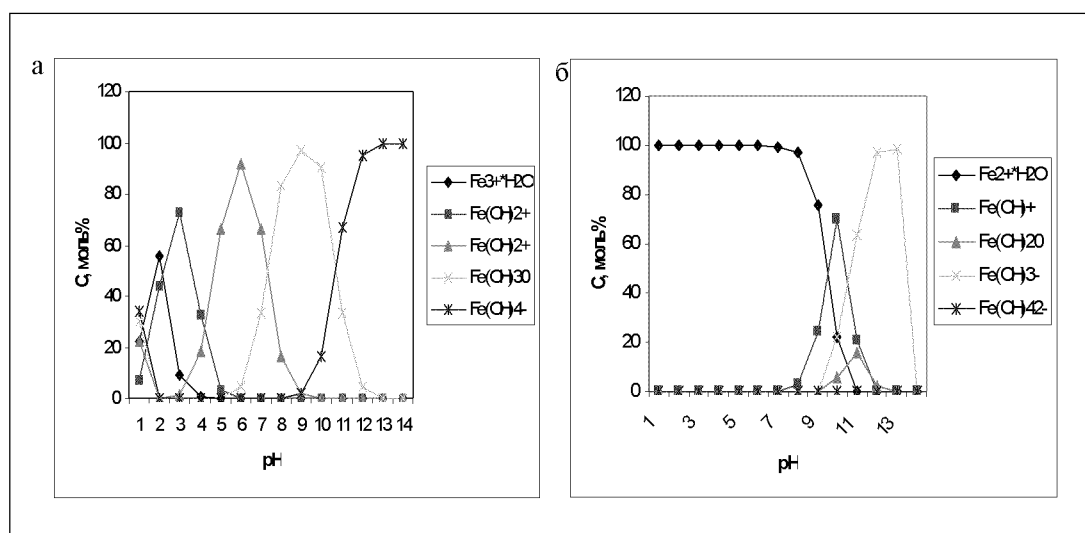 а
120
100
80
60
40
20
0
C, моль%
1 2 3 4 5 6 7 8 9 10 11 12 13 14
pH
Fe3+*H2O
Fe(OH)2+
Fe(OH)2+
Fe(OH)30
Fe(OH)4-
б
120
100
80
60
40
20
0
C, моль%
1 3 5 7 9 11 13
pH
Fe2+*H2O
Fe(OH)+
Fe(OH)20
Fe(OH)3-
Fe(OH)42-